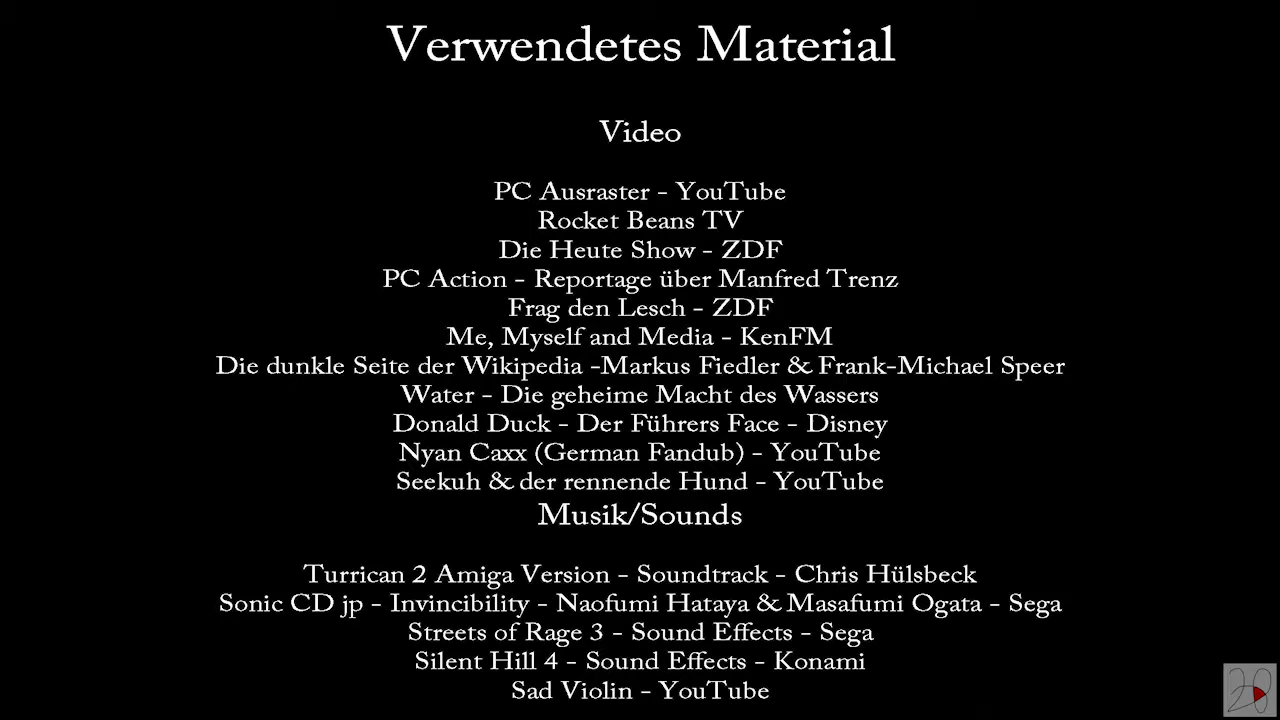 Verwendetes Material
Video
PC Ausraster - YouTube
Rocket Beans TV
Die Heute Show - ZDF
PC Action - Reportage über Manfred Trenz
Frag den Lesch - ZDF
Me, Myself and Media - KenFM
Die dunkle Seite der Wikipedia -Markus Fiedler & Frank-Michael Speer
Water - Die geheime Macht des Wassers
Donald Duck - Der Führers Face - Disney
Nyan Caxx (German Fandub) - YouTube
Seekuh & der rennende Hund - YouTube
Musik/Sounds
Turrican 2 Amiga Version - Soundtrack - Chris Hülsbeck
Sonic CD jp - Invincibility - Naofumi Hataya & Masafumi Ogata - Sega
Streets of Rage 3 - Sound Effects - Sega
Silent Hill 4 - Sound Effects - Konami
Sad Violin - YouTube